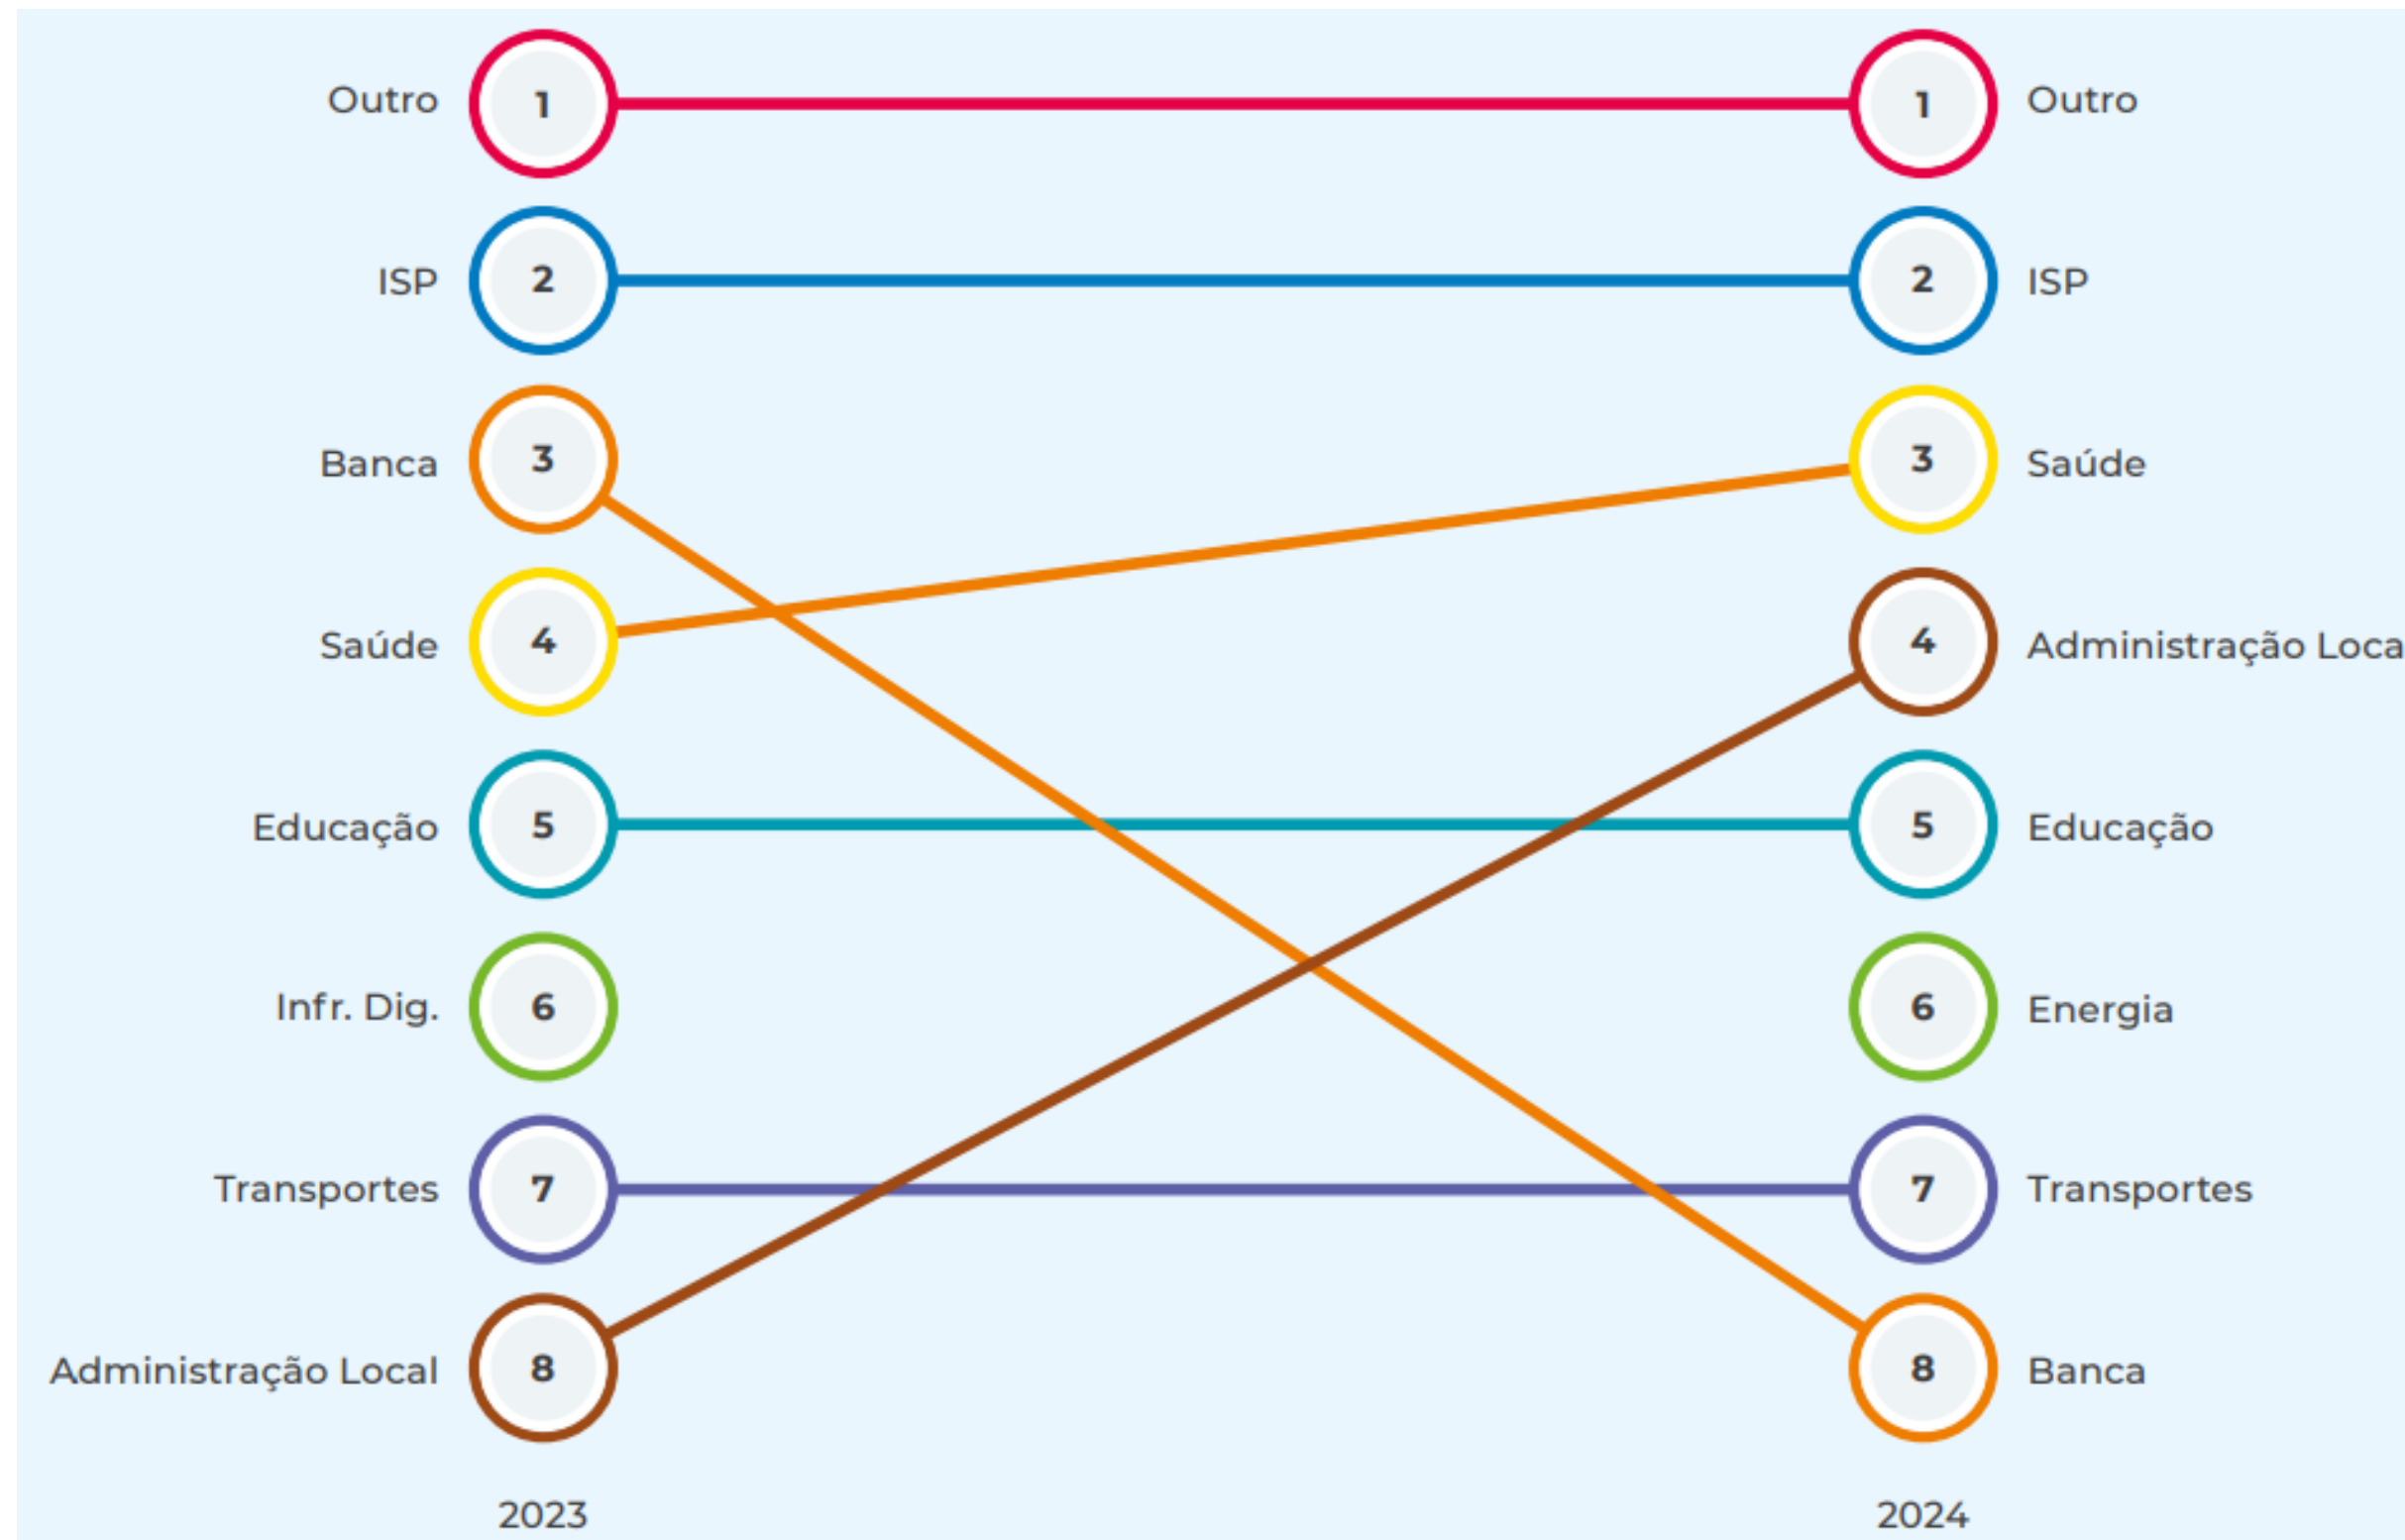 Outro 1 1 Outro
ISP 2 2 ISP
Banca 3 3 Saúde
Saúde 4 4 Administração Loca
Educação 5 5 Educação
Infr. Dig. 6 6 Energia
Transportes 7 7 Transportes
Administração Local 8 8 Banca
2023 2024